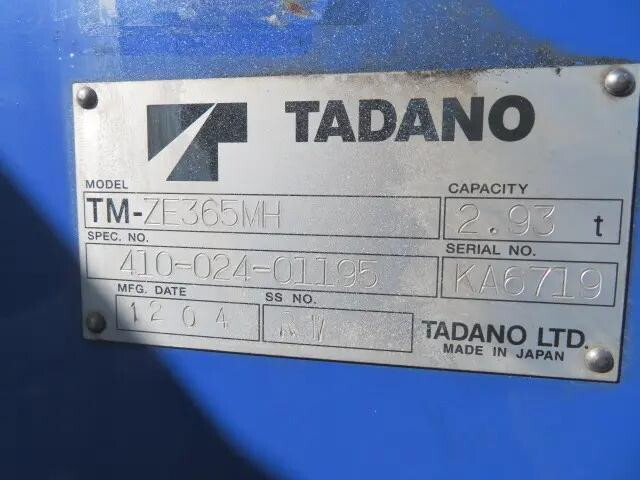 TADANO
MODEL
TM-ZE365MH
CAPACITY
2.93 t
SPEC. NO.
410-024-01195
SERIAL NO.
KA6719
MFG. DATE
1204
SS NO.
RW
TADANO LTD.
MADE IN JAPAN